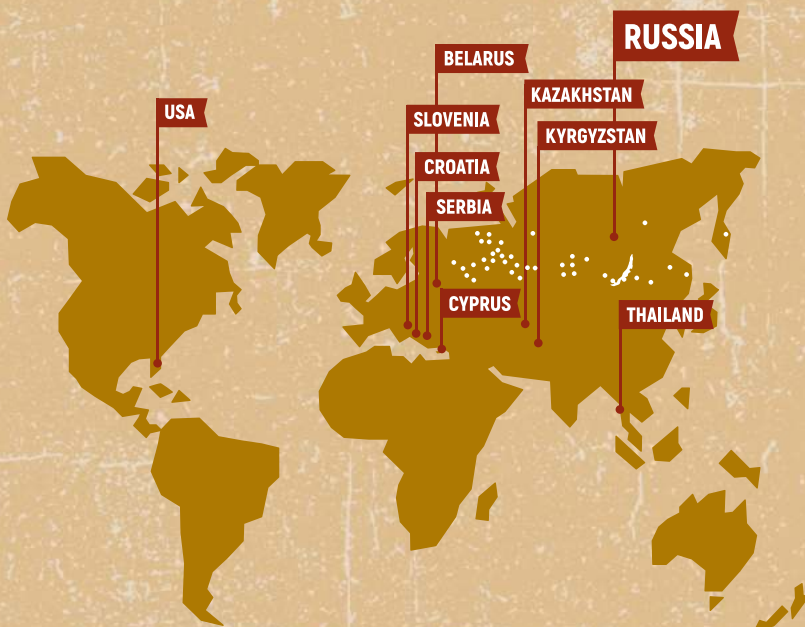 RUSSIA
BELARUS
KAZAKHSTAN
USA
SLOVENIA
KYRGYZSTAN
CROATIA
SERBIA
CYPRUS
THAILAND